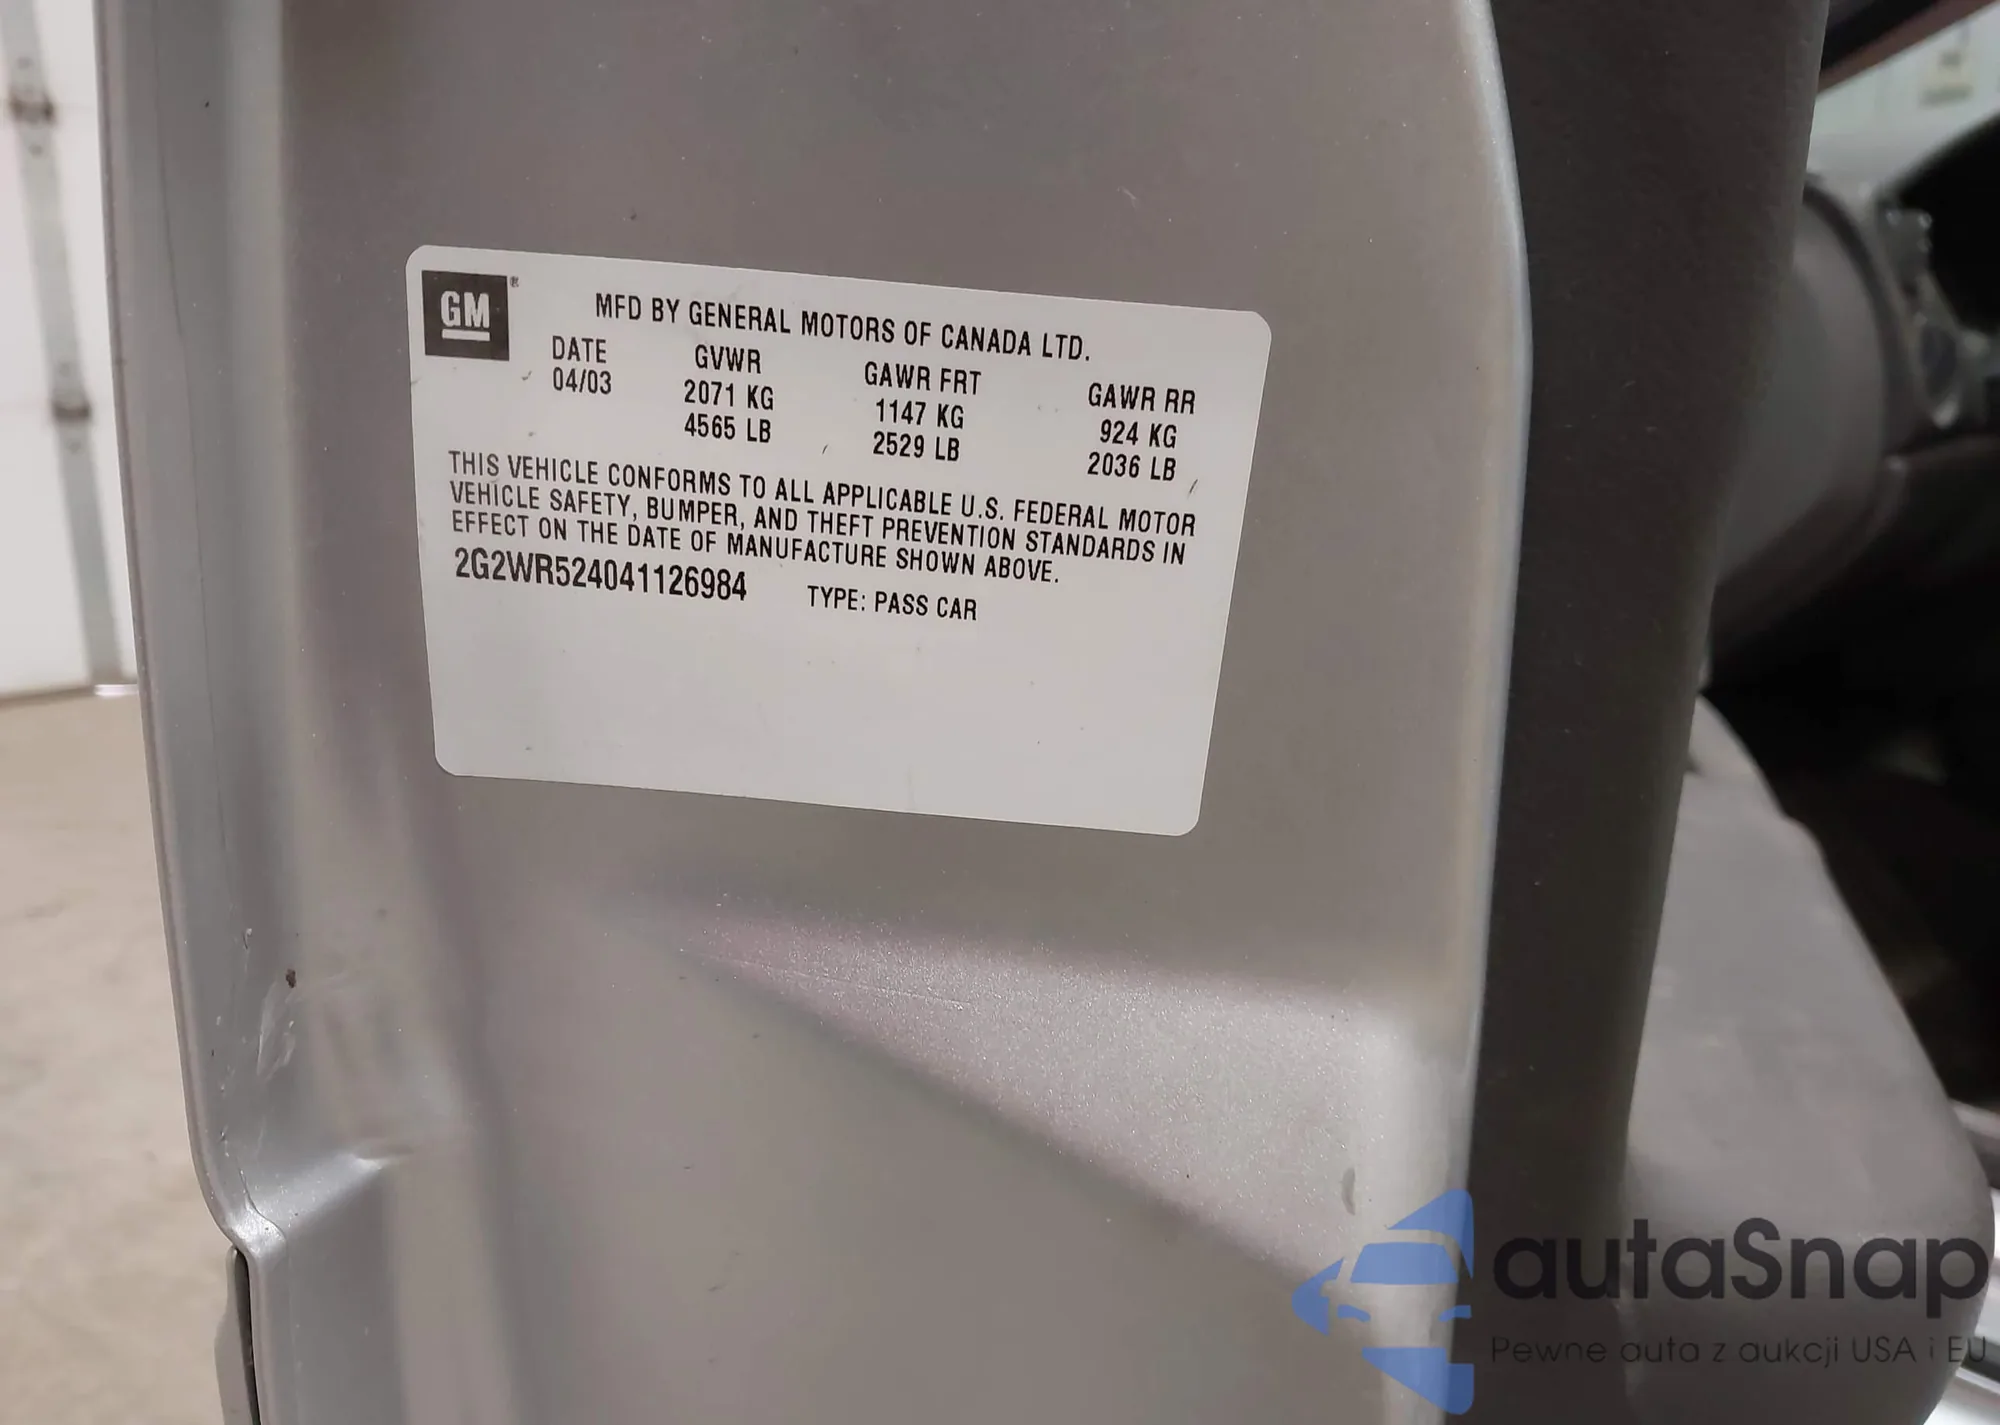 GM ®
MFD BY GENERAL MOTORS OF CANADA LTD.
DATE GVWR GAWR FRT GAWR RR
04/03 2071 KG 1147 KG 924 KG
4565 LB 2529 LB 2036 LB
THIS VEHICLE CONFORMS TO ALL APPLICABLE U.S. FEDERAL MOTOR
VEHICLE SAFETY, BUMPER, AND THEFT PREVENTION STANDARDS IN
EFFECT ON THE DATE OF MANUFACTURE SHOWN ABOVE.
2G2WR524041126984 TYPE: PASS CAR
autaSnap
Pewne auta z aukcji USA i EU